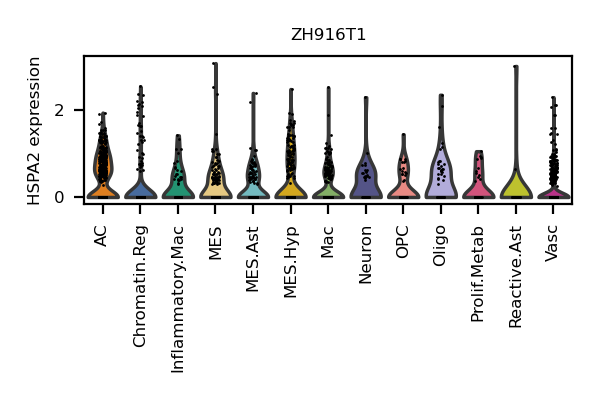 ZH916T1
HSPA2 expression
2
0
AC
Chromatin.Reg
Inflammatory.Mac
MES
MES.Ast
MES.Hyp
Mac
Neuron
OPC
Oligo
Prolif.Metab
Reactive.Ast
Vasc